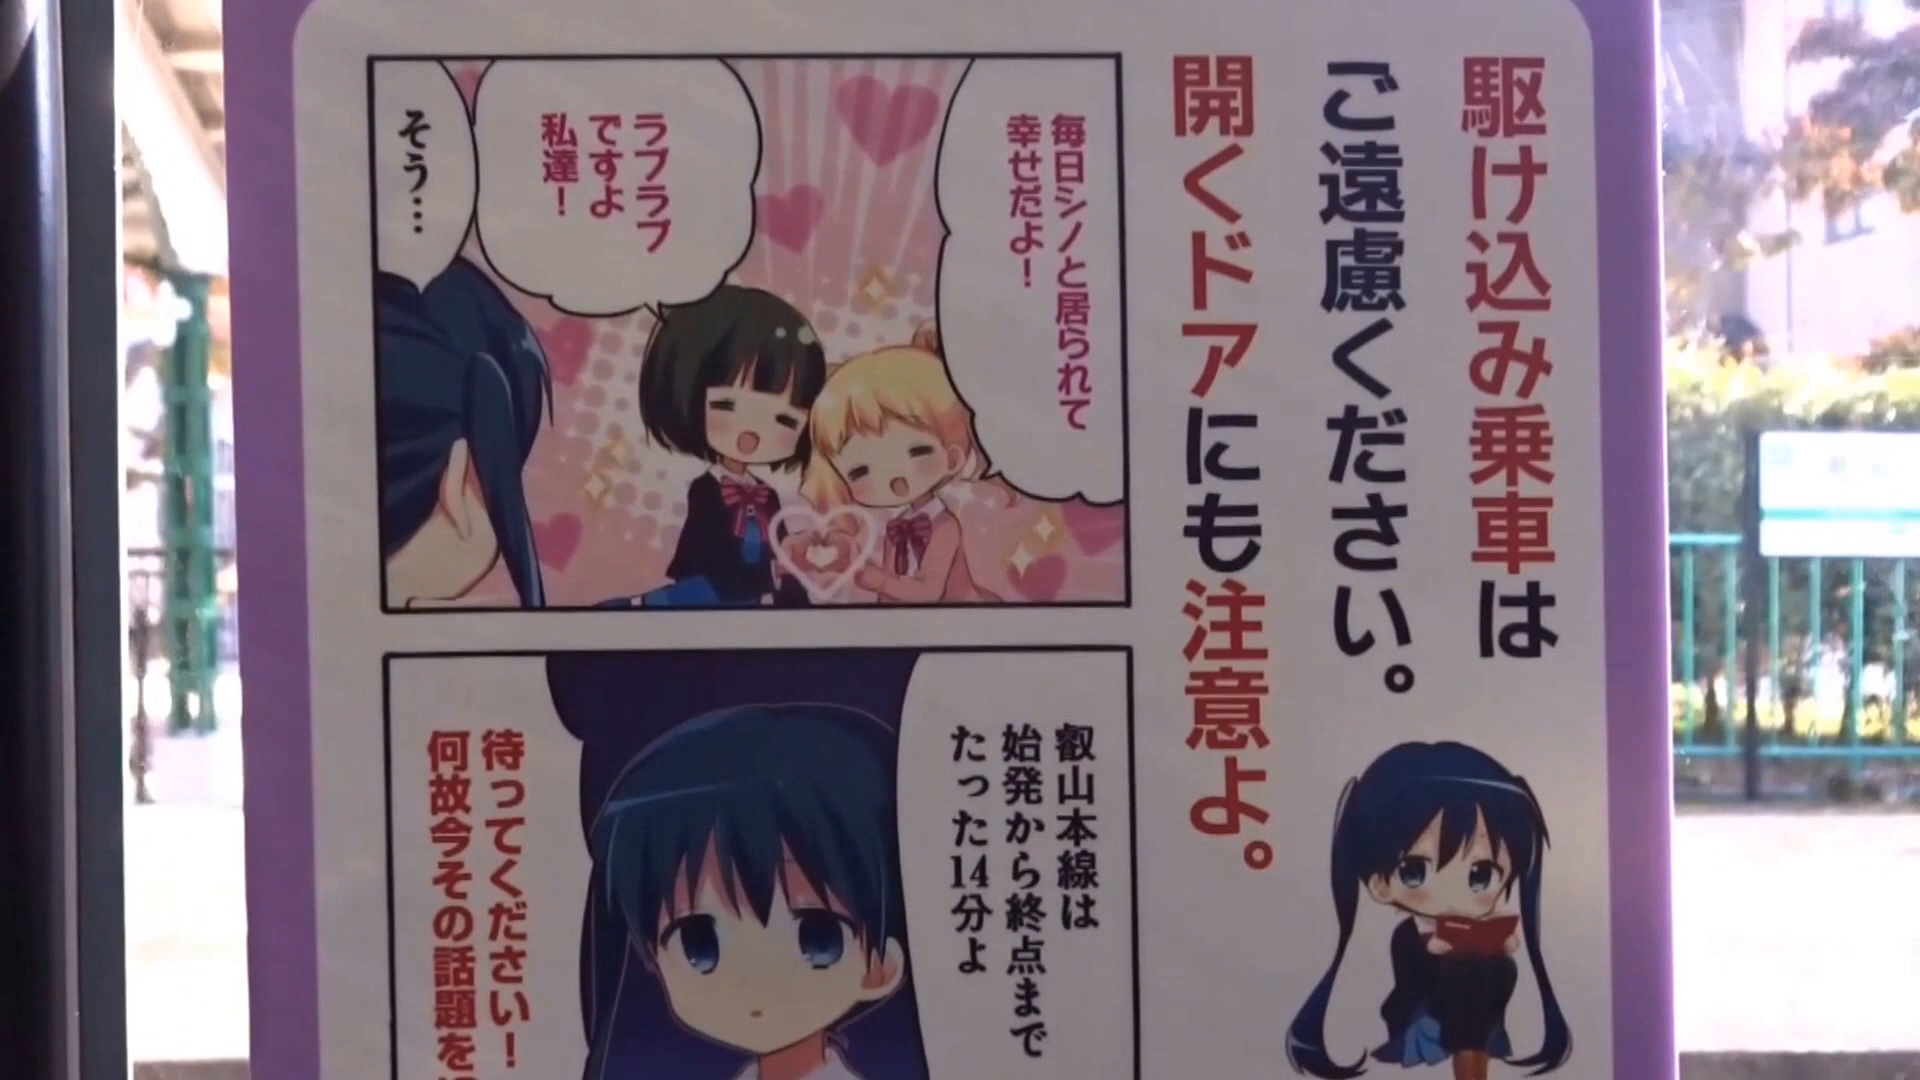 駆け込み乗車は
ご遠慮ください。
開くドアにも注意よ。
毎日シノと居られて
幸せだよ！
ラブラブ
ですよ
私達！
そう…
叡山本線は
始発から終点まで
たった14分よ
待ってください！
何故今その話題を